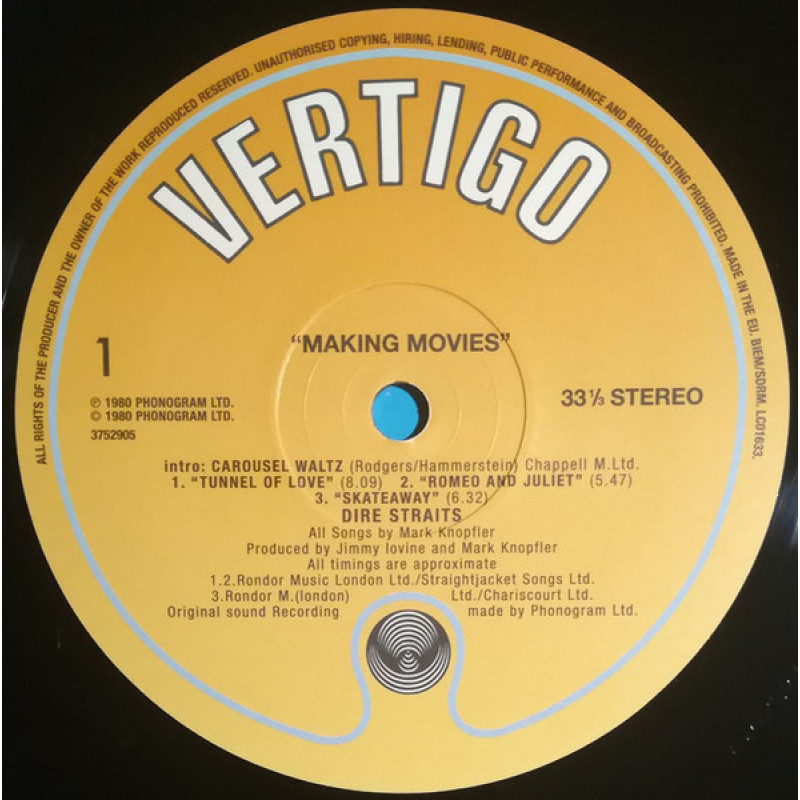 ALL RIGHTS OF THE PRODUCER AND THE OWNER OF THE WORK REPRODUCED RESERVED. UNAUTHORISED COPYING, HIRING, LENDING, PUBLIC PERFORMANCE AND BROADCASTING PROHIBITED. MADE IN THE EU. BIEM/SDRM. LC01633.
VERTIGO
1
"MAKING MOVIES"
℗ 1980 PHONOGRAM LTD.
© 1980 PHONOGRAM LTD.
33⅓ STEREO
3752905
intro: CAROUSEL WALTZ (Rodgers/Hammerstein) Chappell M.Ltd.
1. "TUNNEL OF LOVE" (8.09) 2. "ROMEO AND JULIET" (5.47)
3. "SKATEAWAY" (6.32)
DIRE STRAITS
All Songs by Mark Knopfler
Produced by Jimmy Iovine and Mark Knopfler
All timings are approximate
1.2.Rondor Music London Ltd./Straightjacket Songs Ltd.
3.Rondor M.(london) Ltd./Chariscourt Ltd.
Original sound Recording made by Phonogram Ltd.